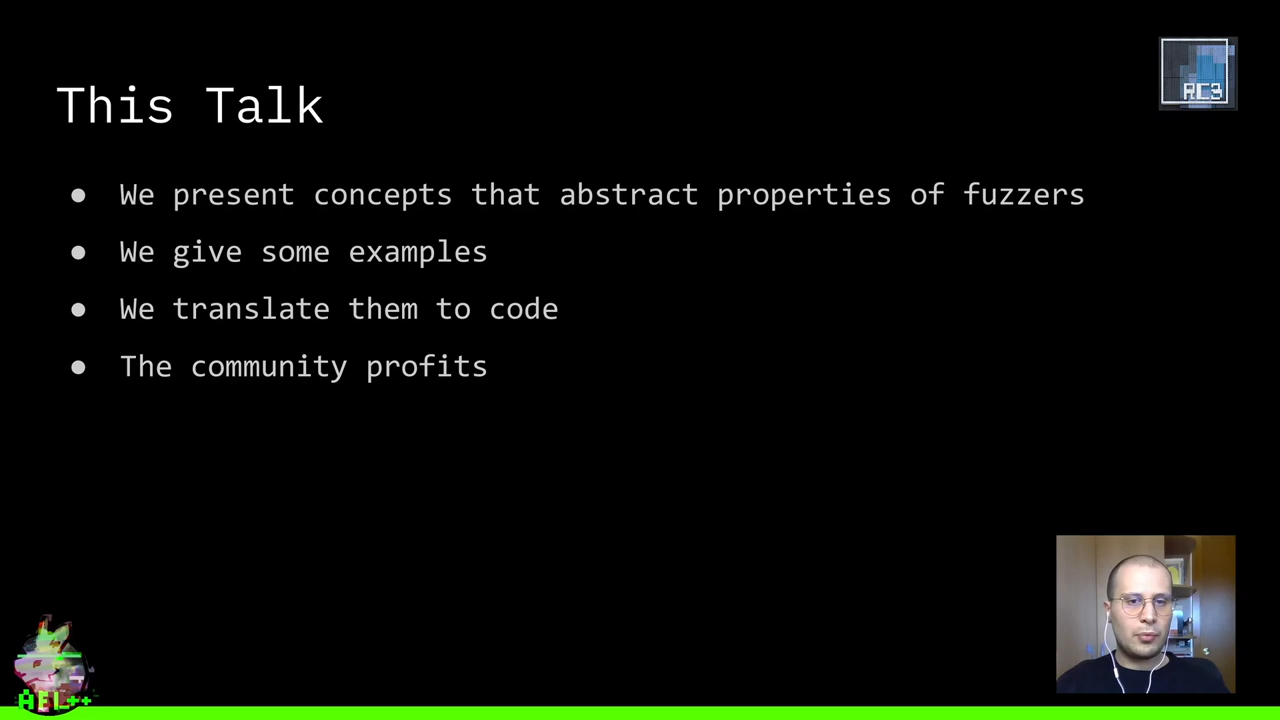 This Talk
RC3
● We present concepts that abstract properties of fuzzers
● We give some examples
● We translate them to code
● The community profits
AFL++